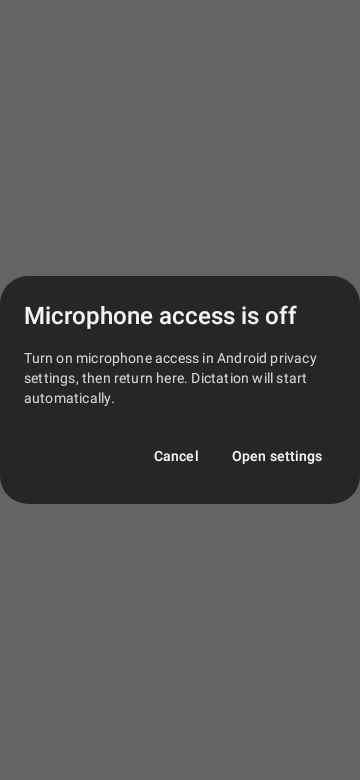 Microphone access is off
Turn on microphone access in Android privacy
settings, then return here. Dictation will start
automatically.
Cancel
Open settings